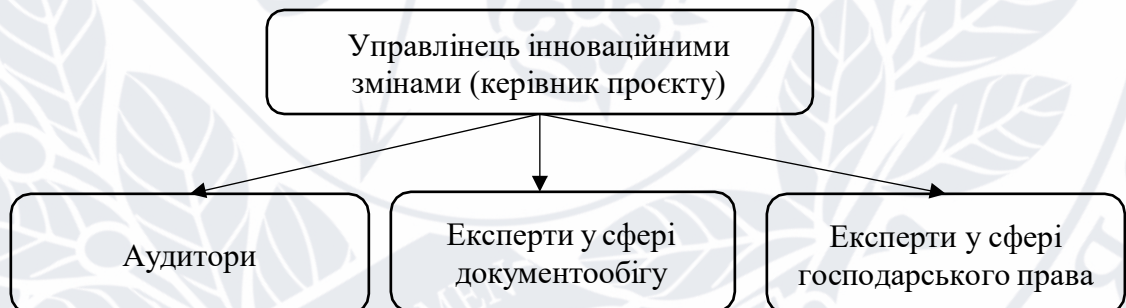 Управлінець інноваційними
змінами (керівник проєкту)
Аудитори
Експерти у сфері
документообігу
Експерти у сфері
господарського права